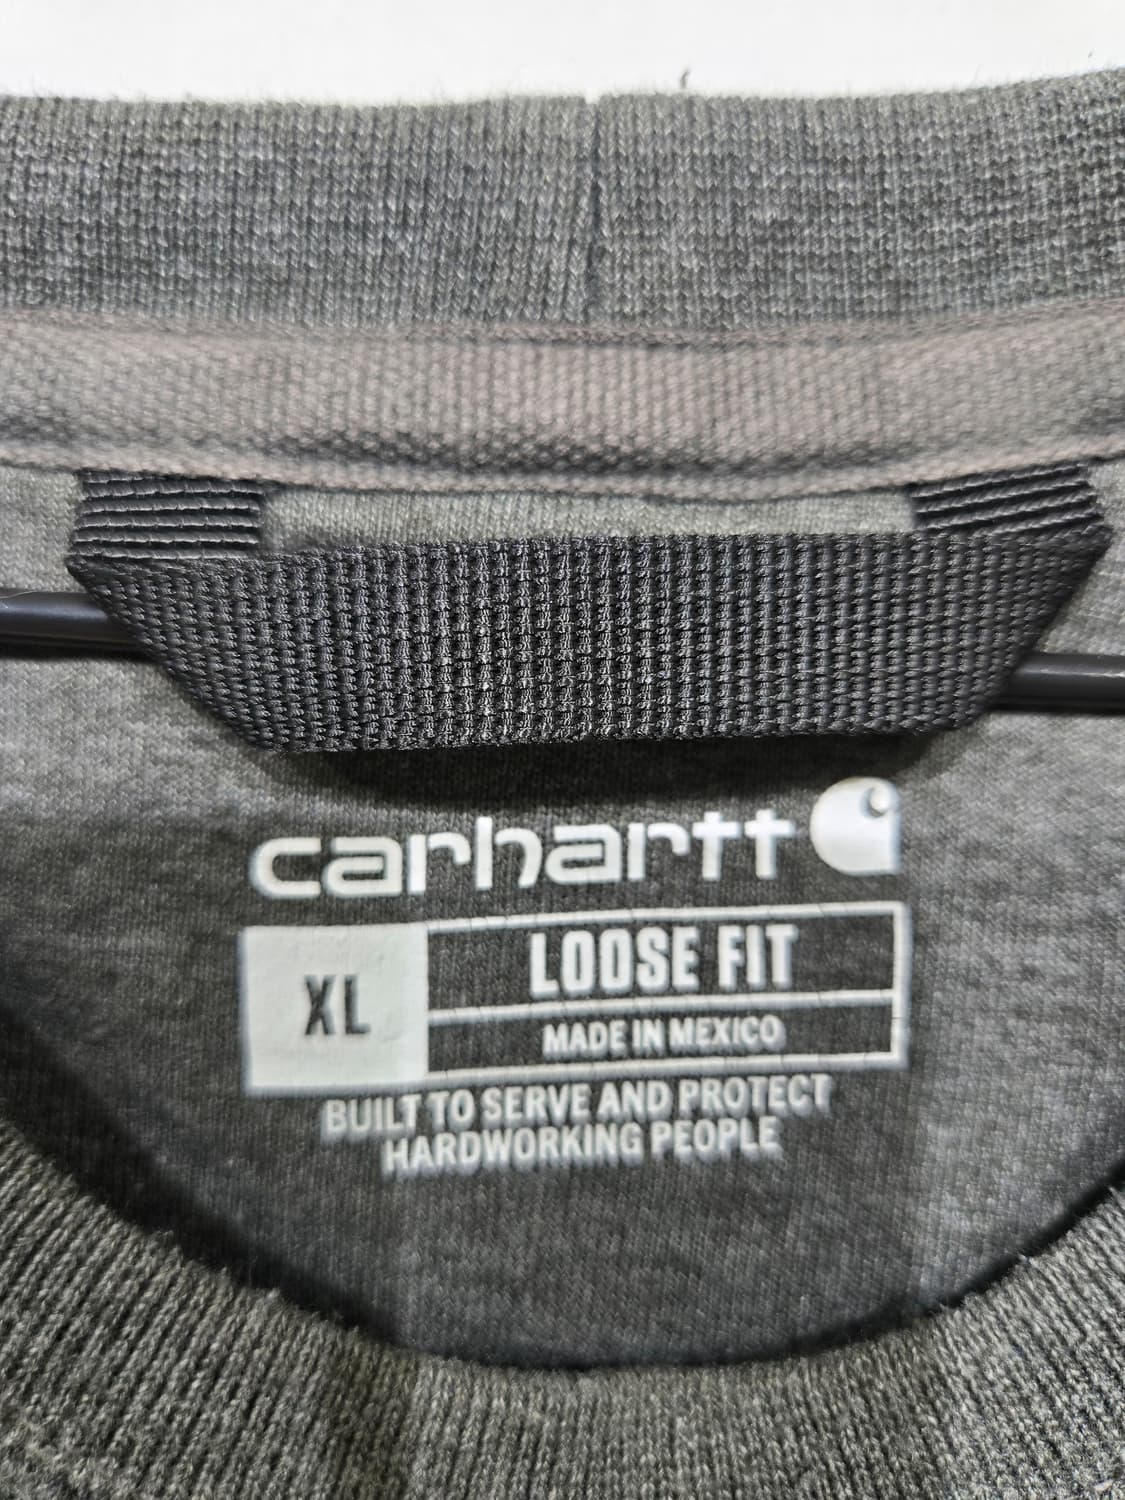 carhartt
XL
LOOSE FIT
MADE IN MEXICO
BUILT TO SERVE AND PROTECT
HARDWORKING PEOPLE